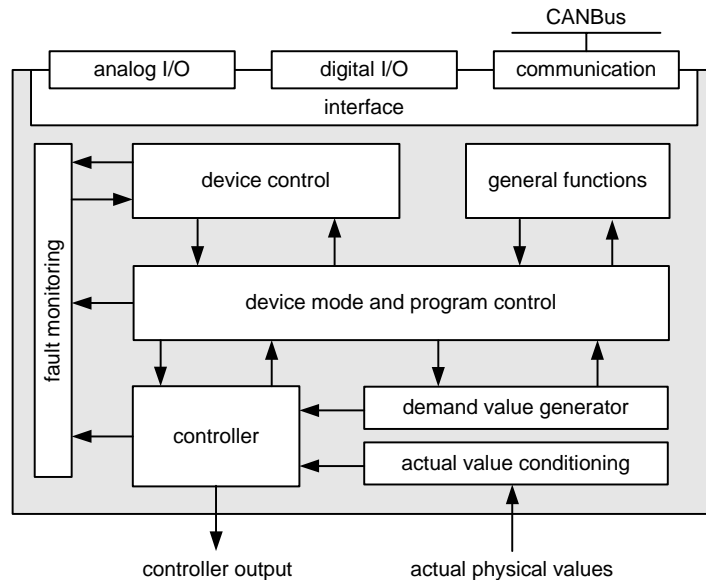 CANBus
analog I/O
digital I/O
communication
interface
device control
general functions
fault monitoring
device mode and program control
demand value generator
controller
actual value conditioning
controller output
actual physical values